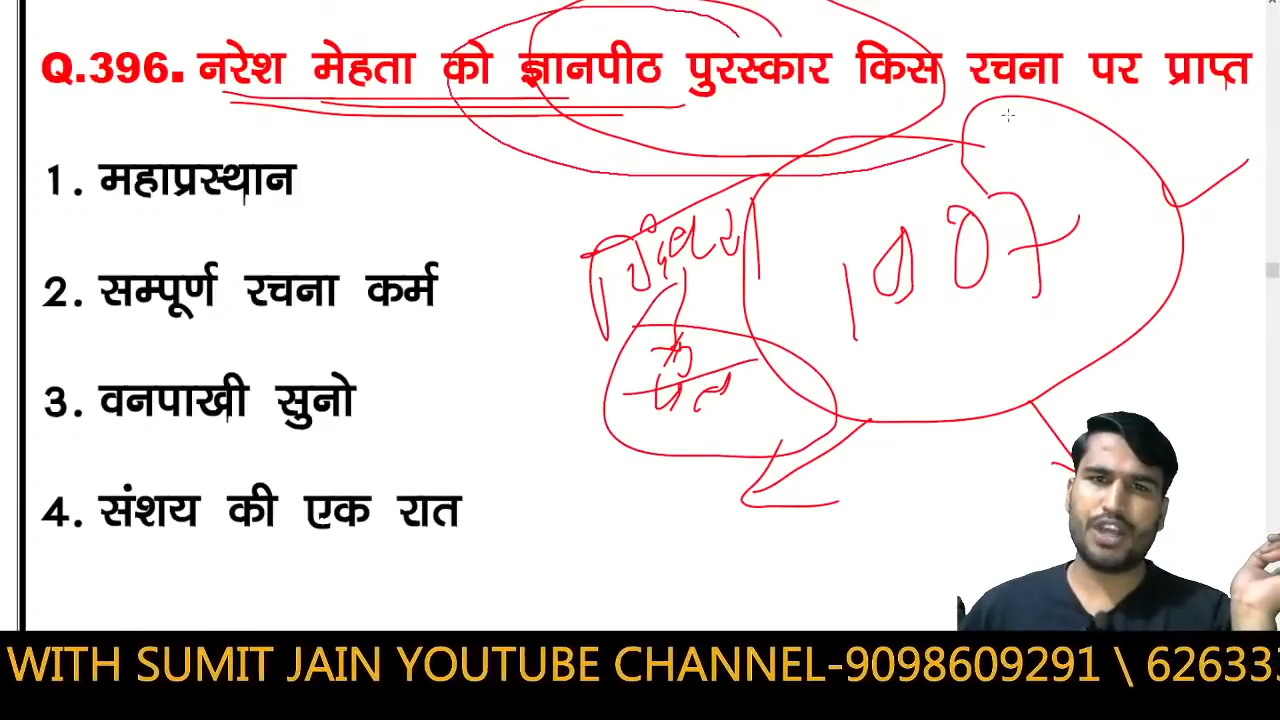 Q.396. नरेश मेहता को ज्ञानपीठ पुरस्कार किस रचना पर प्राप्त
1. महाप्रस्थान
2. सम्पूर्ण रचना कर्म
3. वनपाखी सुनो
4. संशय की एक रात
WITH SUMIT JAIN YOUTUBE CHANNEL-9098609291 \ 62633